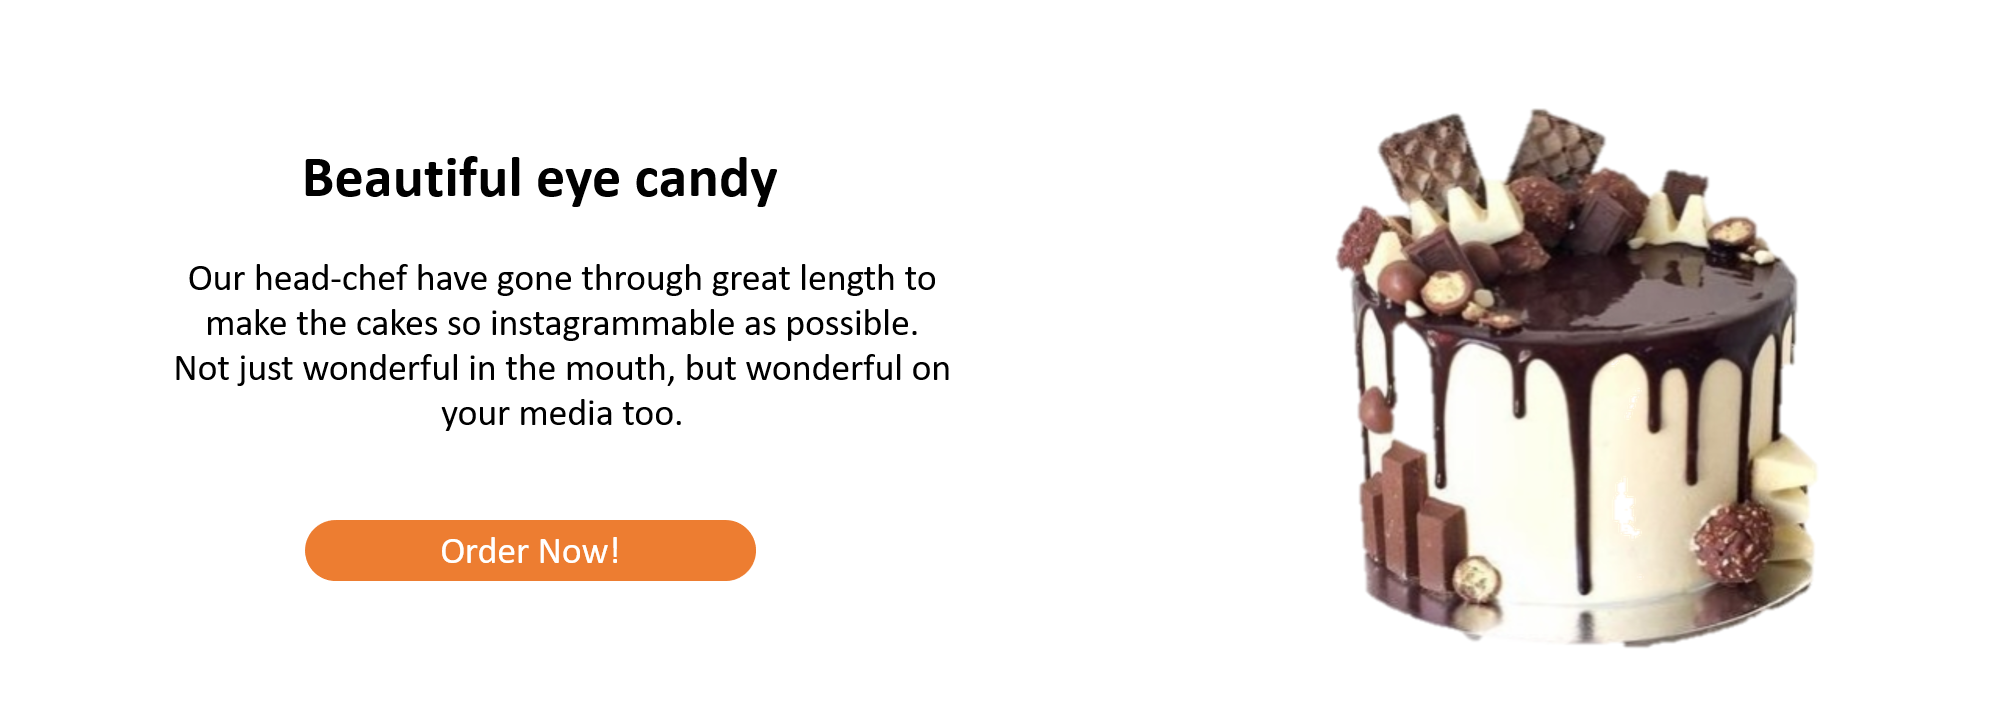 Beautiful eye candy
Our head-chef have gone through great length to
make the cakes so instagrammable as possible.
Not just wonderful in the mouth, but wonderful on
your media too.
Order Now!